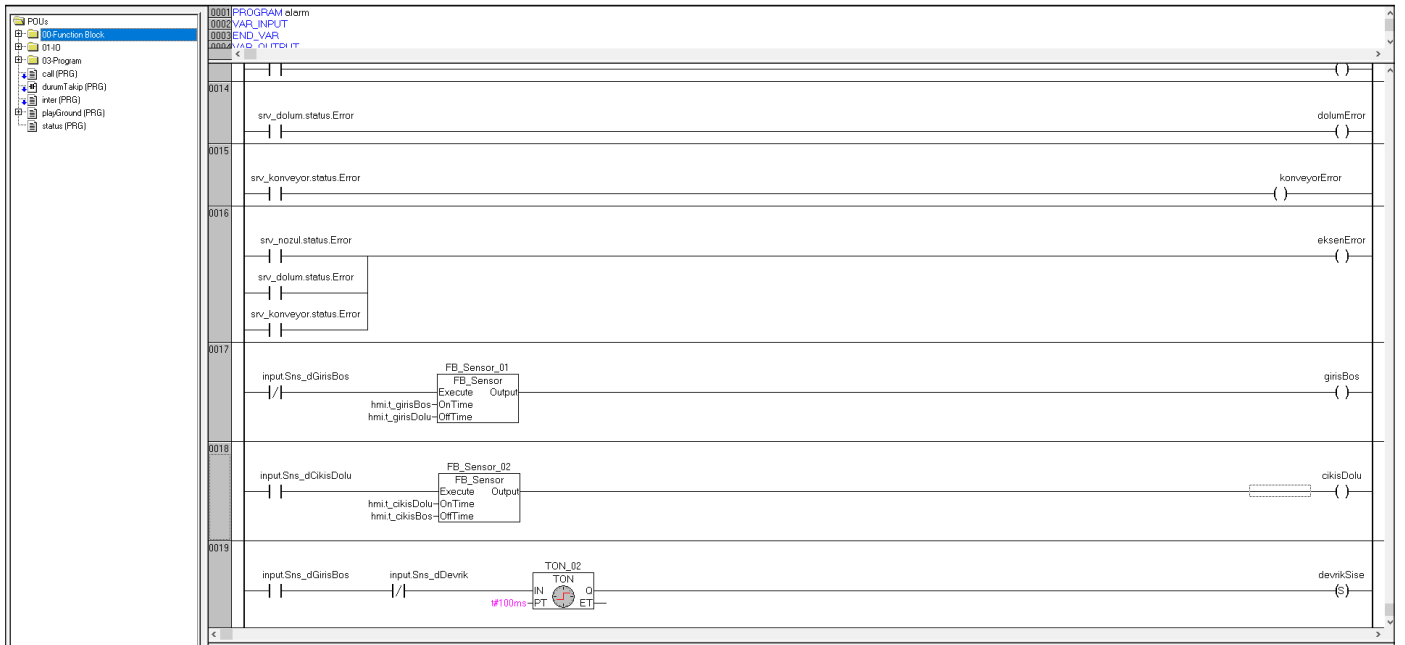 POUs
00-Function Block
01-IO
03-Program
call (PRG)
durumTakip (PRG)
inter (PRG)
playGround (PRG)
status (PRG)
0001 PROGRAM alarm
0002 VAR_INPUT
0003 END_VAR
0004 VAR_OUTPUT
0014
srv_dolum.status.Error dolumError
0015
srv_konveyor.status.Error konveyorError
0016
srv_nozul.status.Error eksenError
srv_dolum.status.Error
srv_konveyor.status.Error
0017
FB_Sensor_01
input.Sns_dGirisBos FB_Sensor girisBos
Execute Output
hmi.t_girisBos OnTime
hmi.t_girisDolu OffTime
0018
FB_Sensor_02
input.Sns_dCikisDolu FB_Sensor cikisDolu
Execute Output
hmi.t_cikisDolu OnTime
hmi.t_cikisBos OffTime
0019
TON_02
input.Sns_dGirisBos input.Sns_dDevrik TON devrikSise
IN Q S
t#100ms PT ET